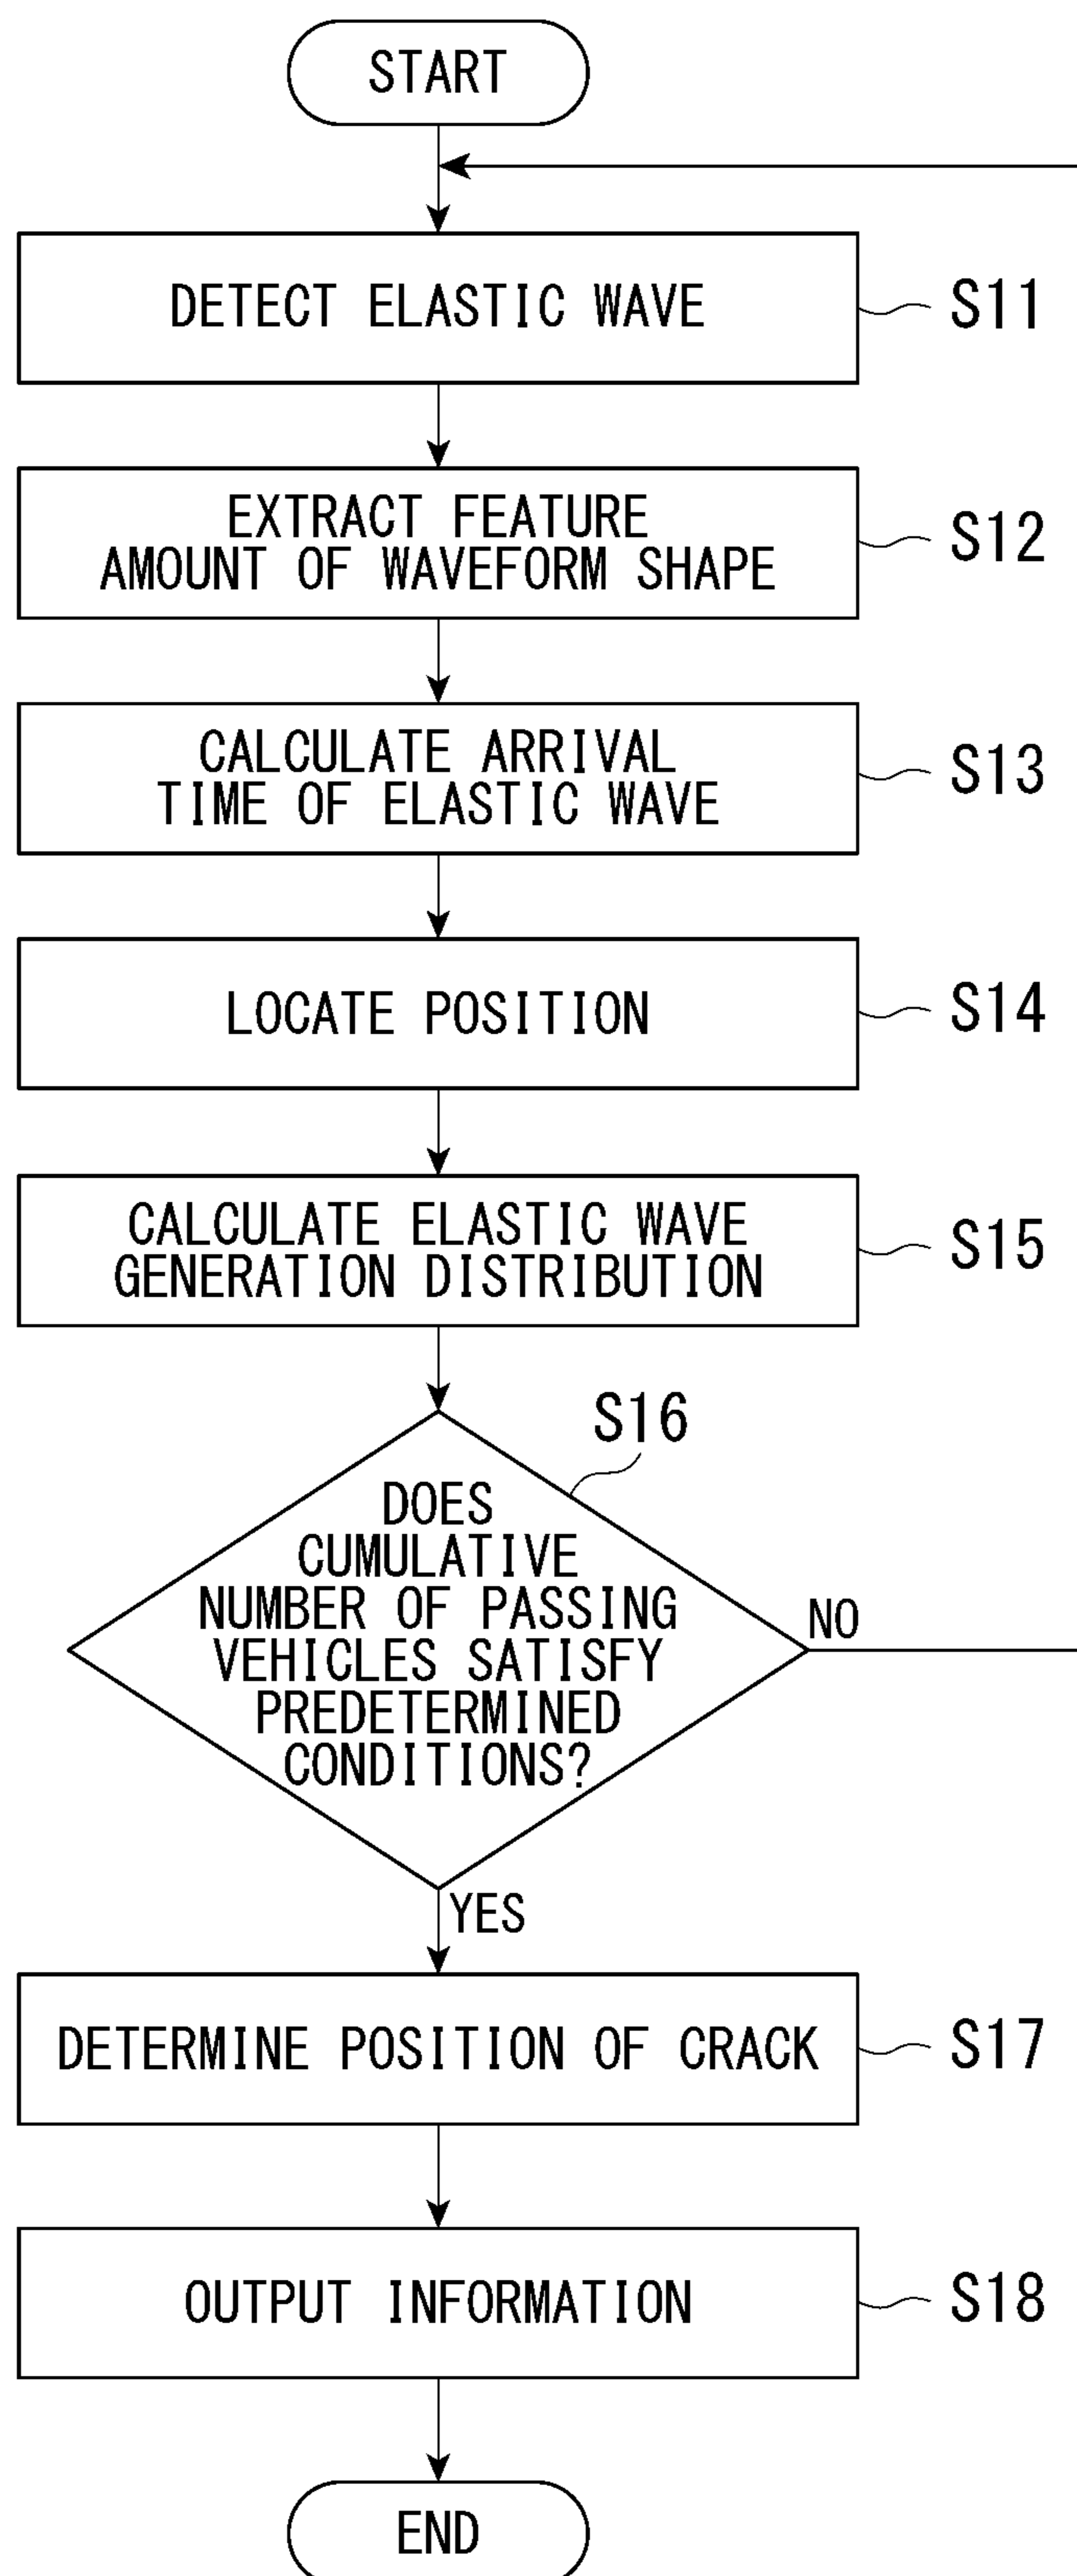 START
DETECT ELASTIC WAVE
S11
EXTRACT FEATURE
AMOUNT OF WAVEFORM SHAPE
S12
CALCULATE ARRIVAL
TIME OF ELASTIC WAVE
S13
LOCATE POSITION
S14
CALCULATE ELASTIC WAVE
GENERATION DISTRIBUTION
S15
S16
DOES
CUMULATIVE
NUMBER OF PASSING
VEHICLES SATISFY
PREDETERMINED
CONDITIONS?
NO
YES
DETERMINE POSITION OF CRACK
S17
OUTPUT INFORMATION
S18
END